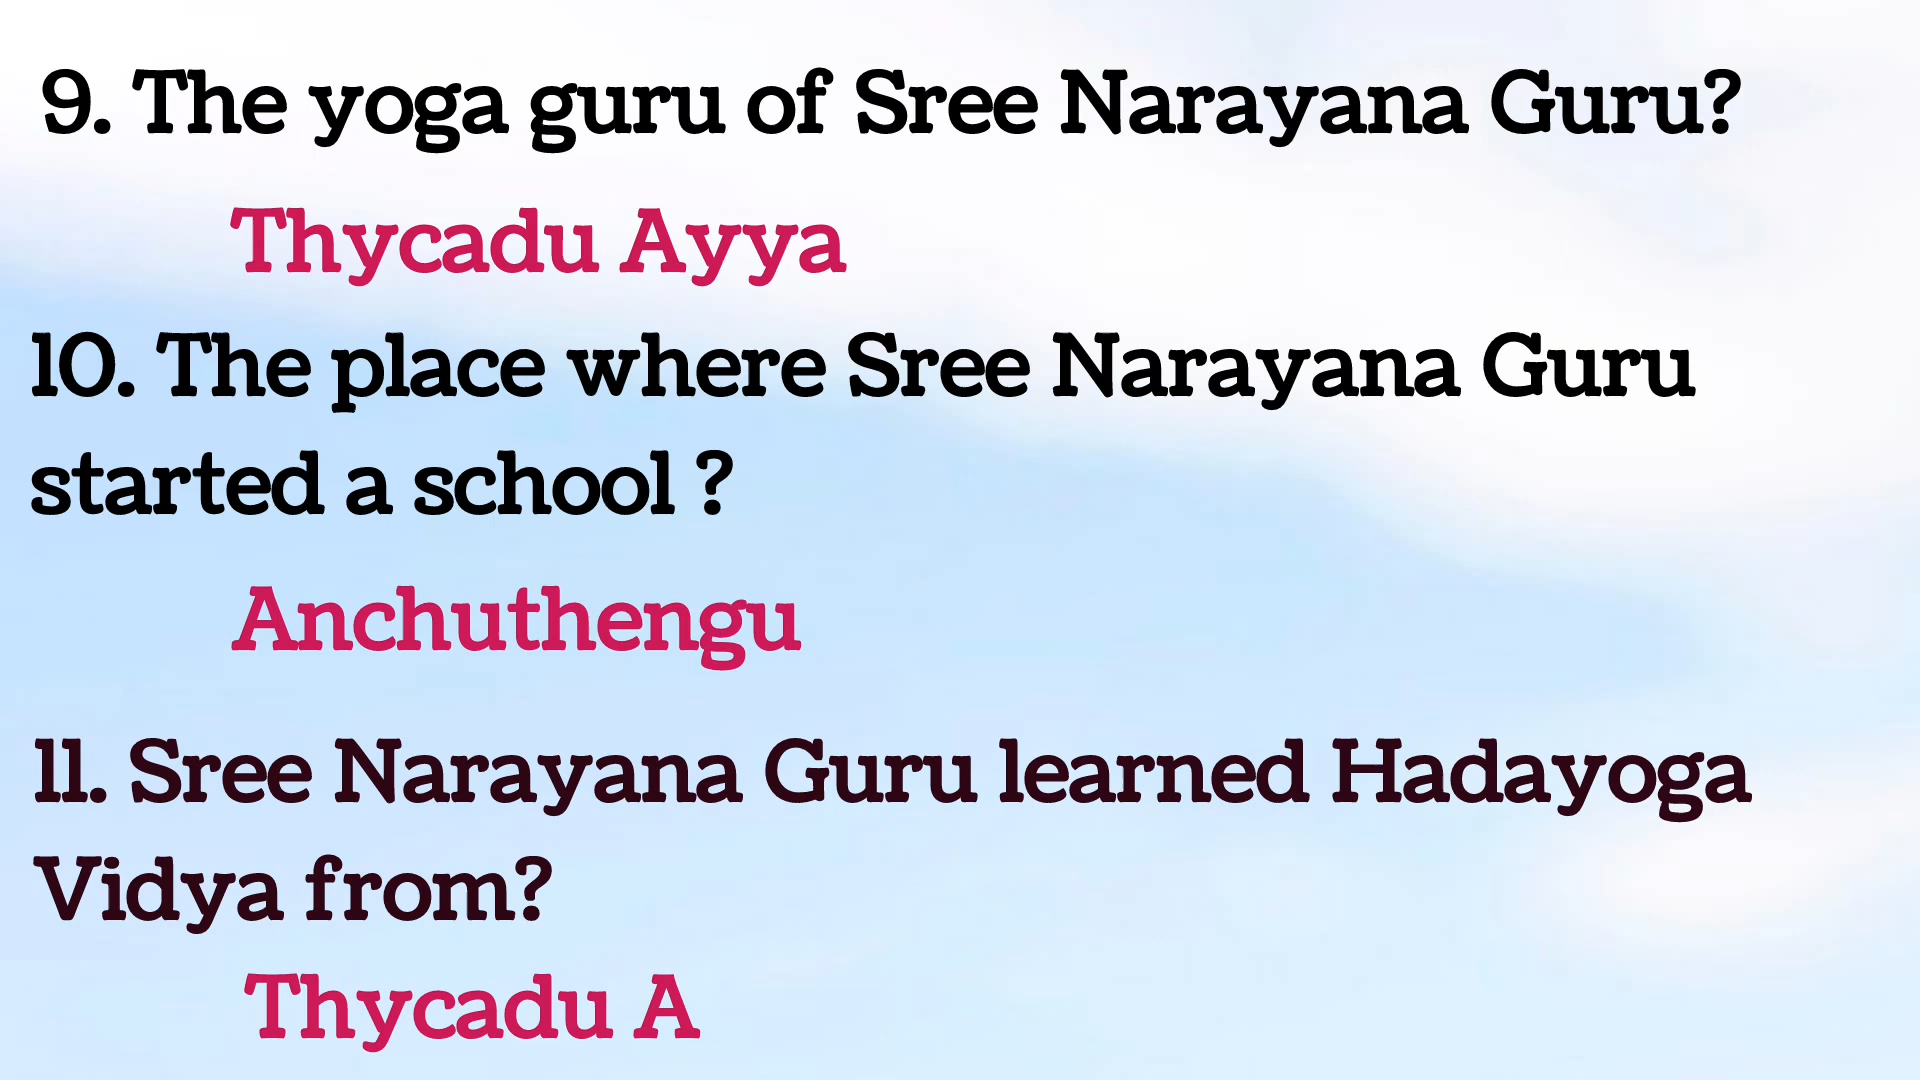 9. The yoga guru of Sree Narayana Guru?
Thycadu Ayya
10. The place where Sree Narayana Guru
started a school ?
Anchuthengu
11. Sree Narayana Guru learned Hadayoga
Vidya from?
Thycadu A